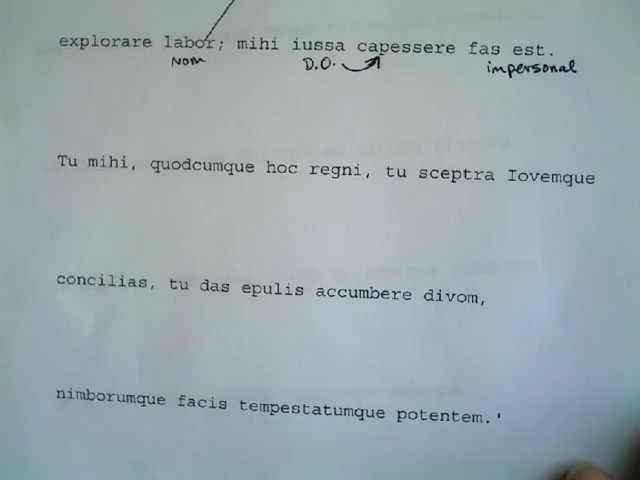 explorare labor; mihi iussa capessere fas est.
Nom D.O. impersonal
Tu mihi, quodcumque hoc regni, tu sceptra Iovemque
concilias, tu das epulis accumbere divom,
nimborumque facis tempestatumque potentem.'